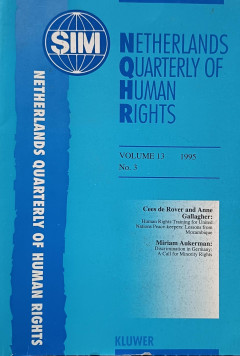 SIM
NETHERLANDS
QUARTERLY OF
HUMAN
RIGHTS
NETHERLANDS QUARTERLY OF HUMAN RIGHTS
VOLUME 13 1995
No. 3
Cees de Rover and Anne
Gallagher:
Human Rights Training for United
Nations Peace-keepers: Lessons from
Mozambique
Miriam Aukerman:
Discrimination in Germany:
A Call for Minority Rights
KLUWER